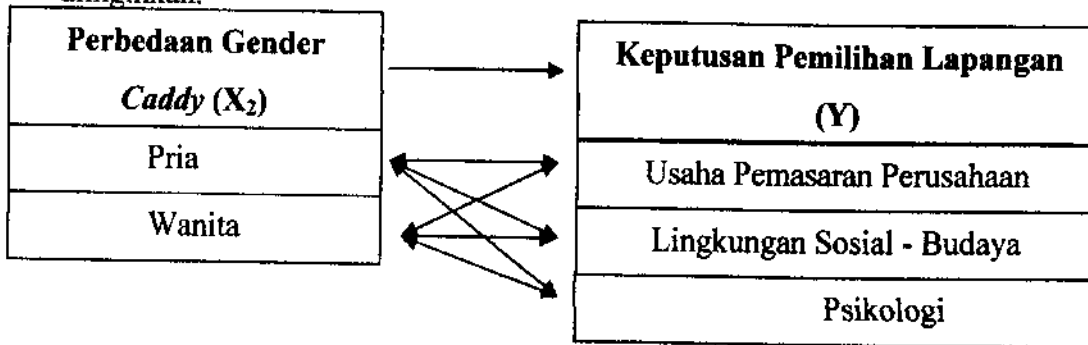 Perbedaan Gender
Caddy (X₂)
Pria
Wanita
Keputusan Pemilihan Lapangan
(Y)
Usaha Pemasaran Perusahaan
Lingkungan Sosial - Budaya
Psikologi